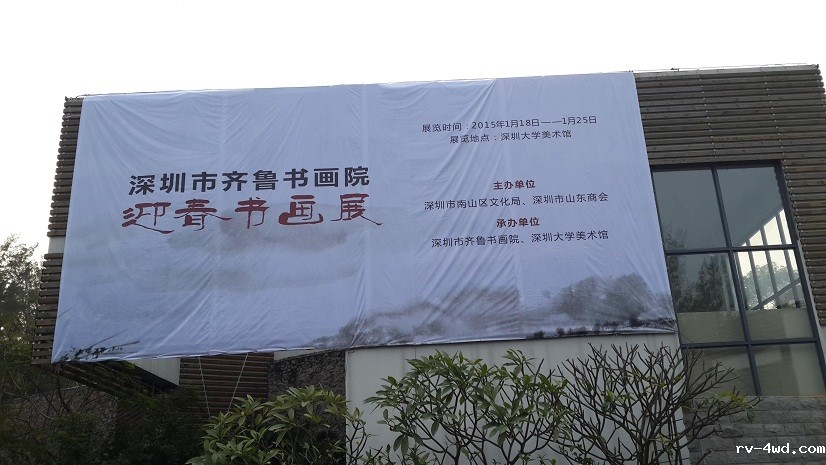 展览时间：2015年1月18日——1月25日
展览地点：深圳大学美术馆
深圳市齐鲁书画院
迎春书画展
主办单位
深圳市南山区文化局、深圳市山东商会
承办单位
深圳市齐鲁书画院、深圳大学美术馆
rv-4wd.com